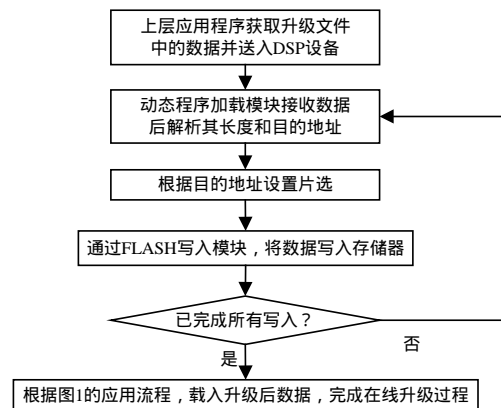 上层应用程序获取升级文件
中的数据并送入DSP设备
动态程序加载模块接收数据
后解析其长度和目的地址
根据目的地址设置片选
通过FLASH写入模块，将数据写入存储器
已完成所有写入？
否
是
根据图1的应用流程，载入升级后数据，完成在线升级过程